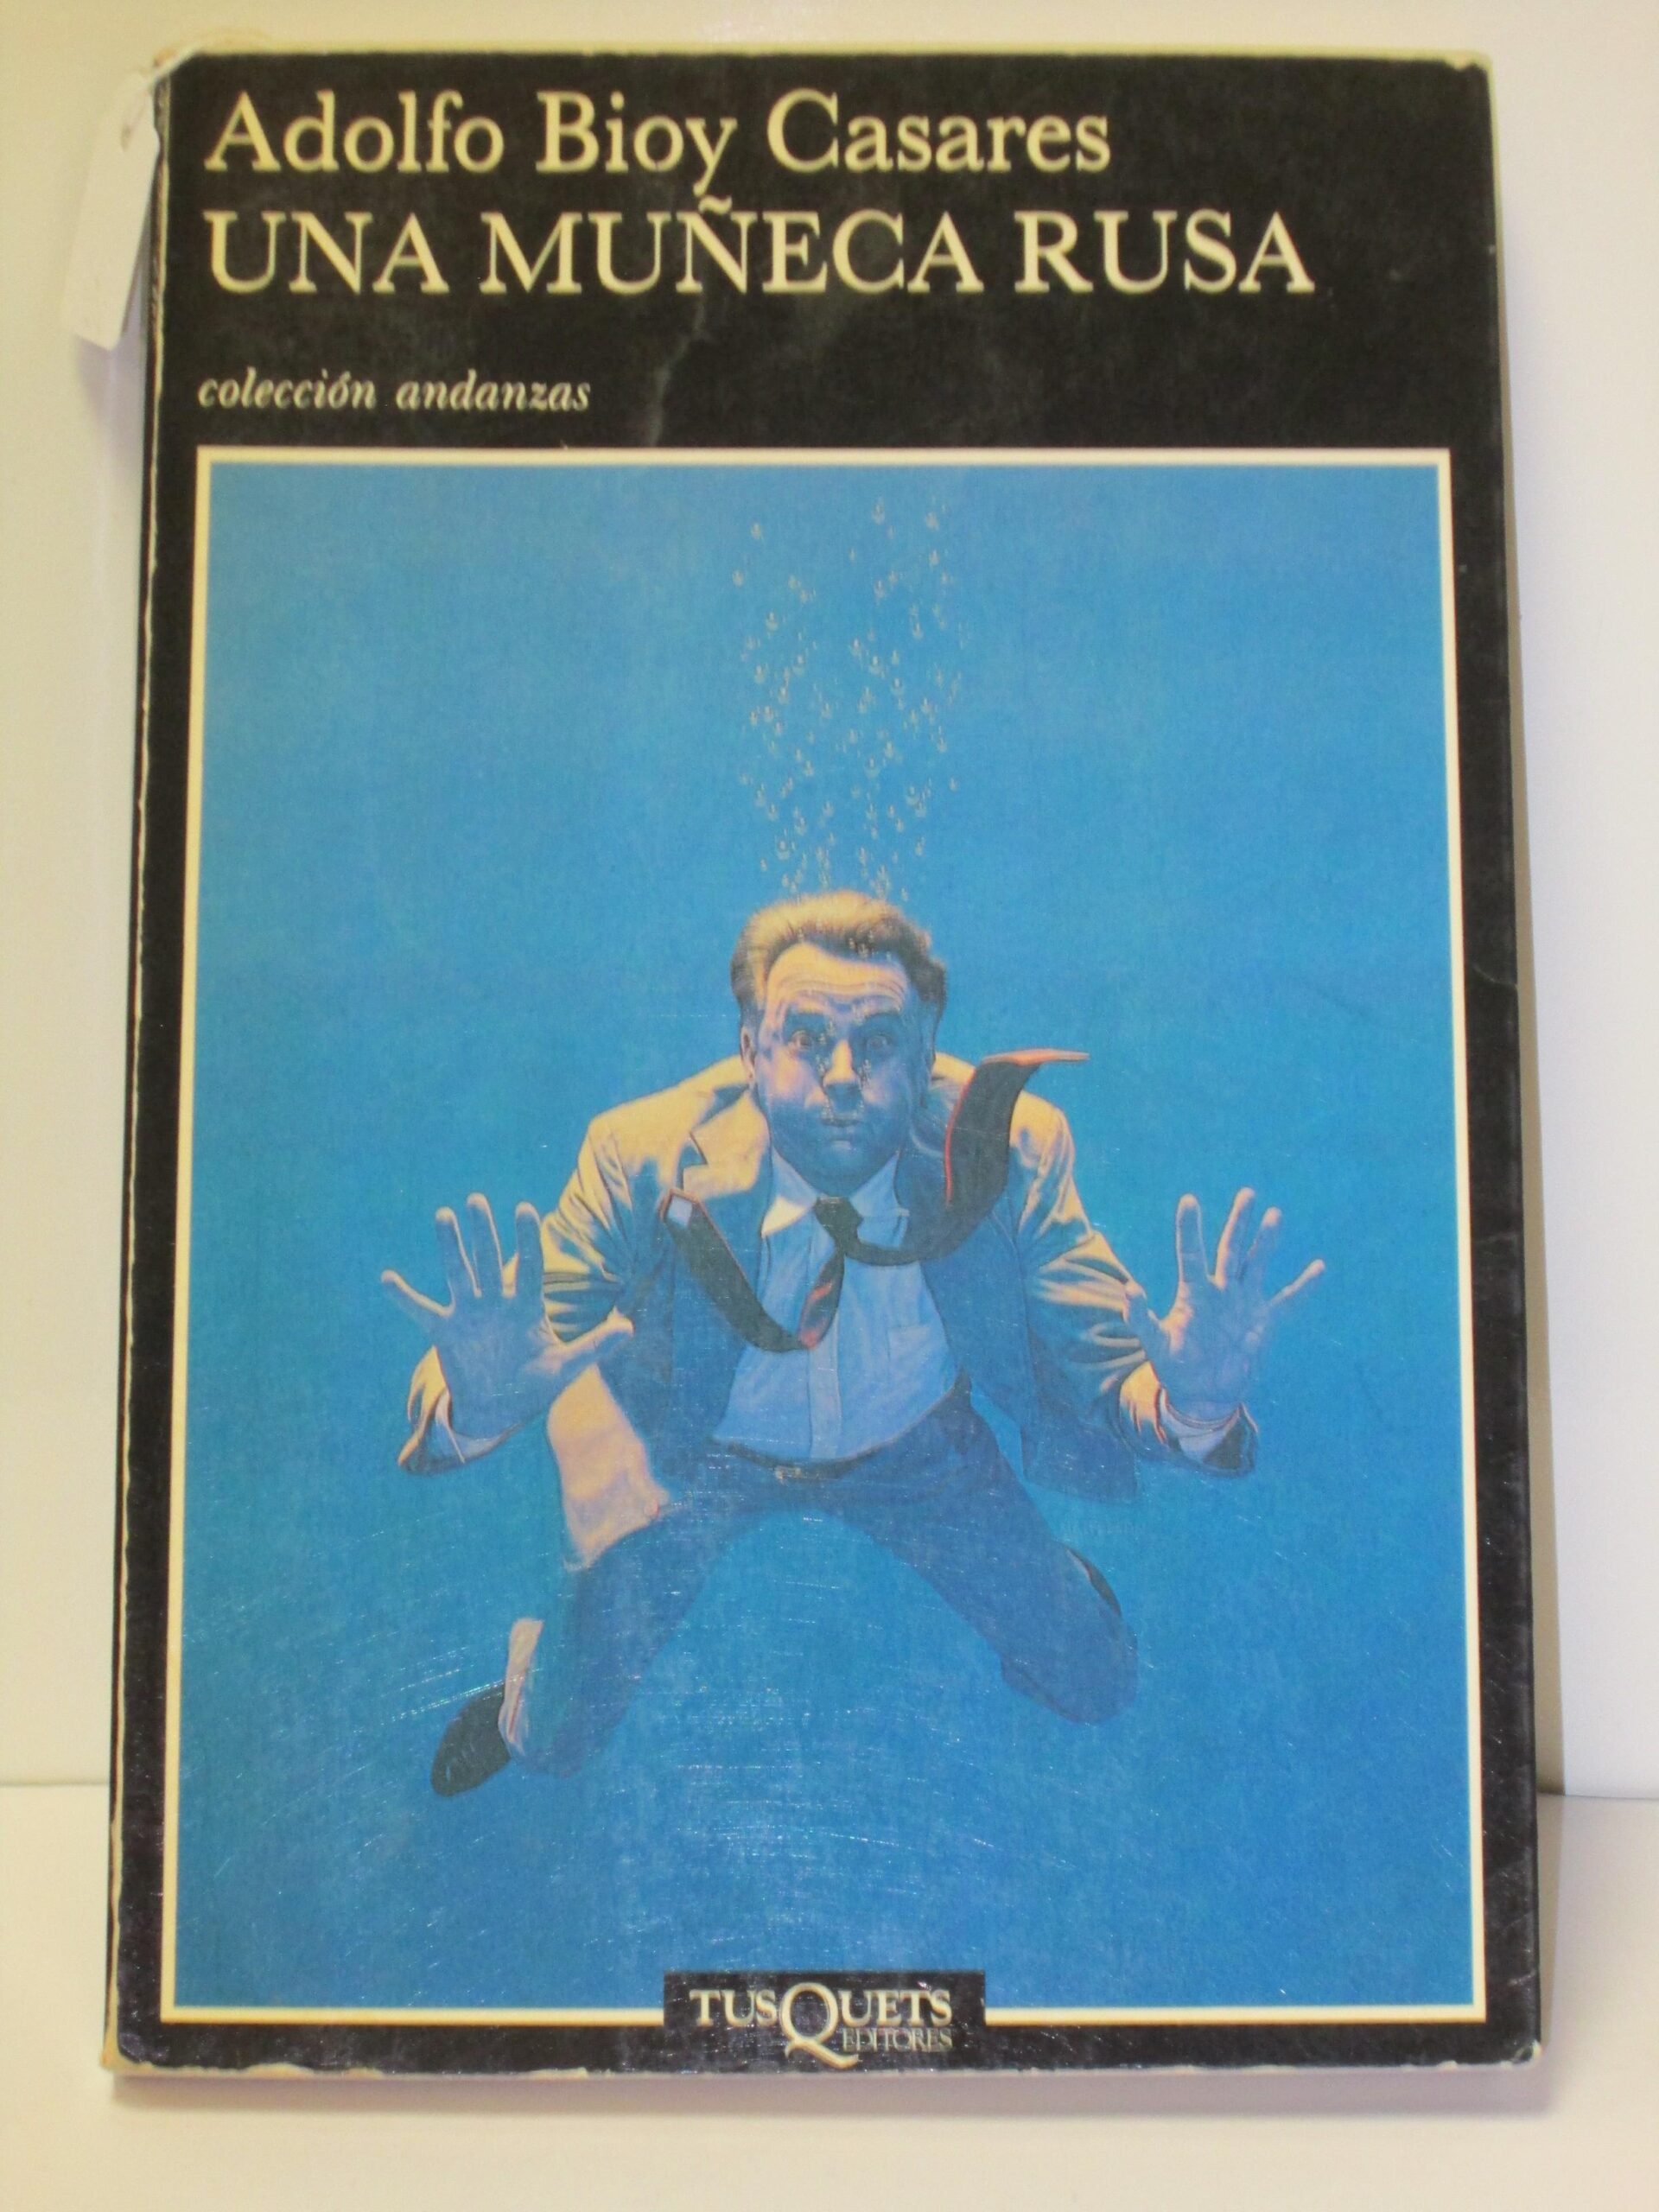 Adolfo Bioy Casares
UNA MUÑECA RUSA
colección andanzas
TUSQUETS
EDITORES